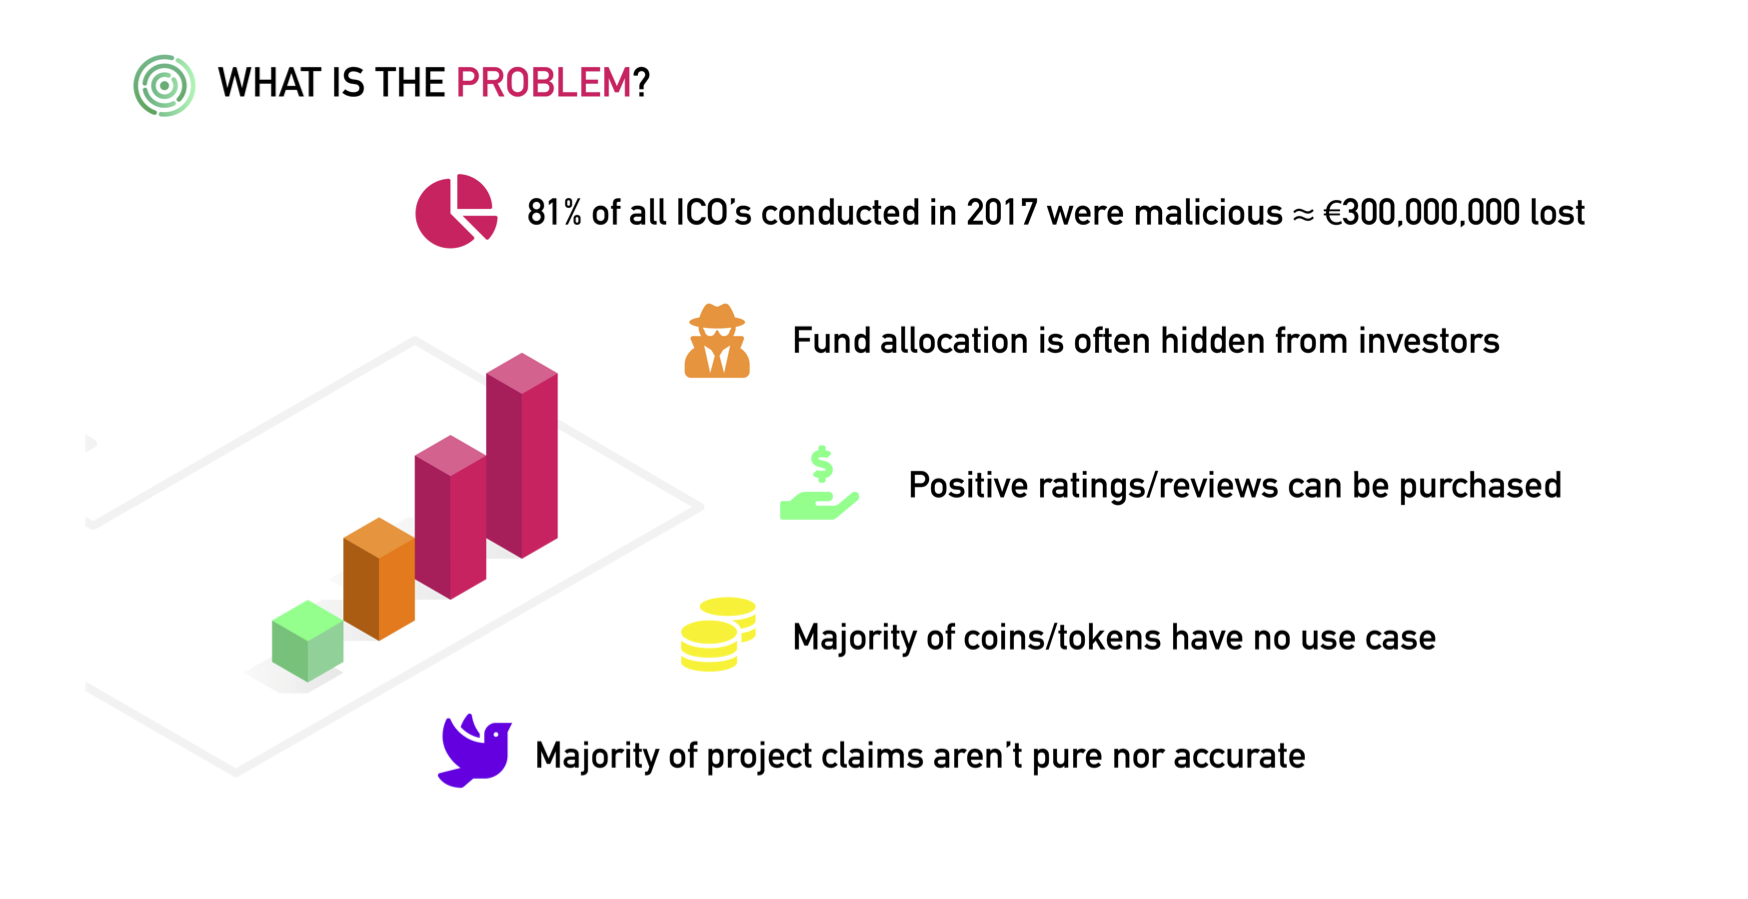 WHAT IS THE PROBLEM?
81% of all ICO's conducted in 2017 were malicious ≈ €300,000,000 lost
Fund allocation is often hidden from investors
Positive ratings/reviews can be purchased
Majority of coins/tokens have no use case
Majority of project claims aren't pure nor accurate